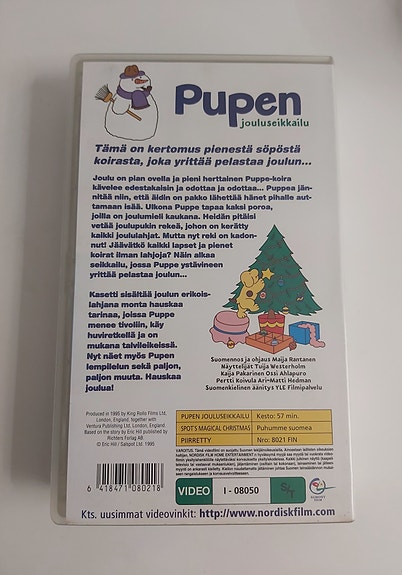 Pupen
jouluseikkailu
Tämä on kertomus pienestä söpöstä
koirasta, joka yrittää pelastaa joulun...
Joulu on pian ovella ja pieni herttainen Puppe-koira
kävelee edestakaisin ja odottaa ja odottaa... Puppea jän-
nitää niin, että äidin on pakko lähettää hänet pihalle aut-
tamaan isää. Ulkona Puppe tapaa kaksi poroa,
joilla on joulumieli kaukana. Heidän pitäisi
vetää joulupukin rekeä, johon on kerätty
kaikki joululahjat. Mutta nyt reki on kadon-
nut! Jäävätkö kaikki lapset ja pienet
koirat ilman lahjoja? Näin alkaa
seikkailu, jossa Puppe ystävineen
yrittää pelastaa joulun...
Kasetti sisältää joulun erikois-
lahjana monta hauskaa
tarinaa, joissa Puppe
menee tivoliin, käy
huviretkellä ja on
mukana talvileikeissä.
Nyt näet myös Pupen
lempilelun sekä paljon,
paljon muuta. Hauskaa
joulua!
Suomennos ja ohjaus Maija Rantanen
Näyttelijät Tuija Westerholm
Kaija Pakarinen Ossi Ahlapuro
Pertti Koivula Ari-Matti Hedman
Suomenkielinen äänitys YLE Filmipalvelu
Produced in 1995 by King Rollo Films Ltd,
London, England, together with
Ventura Publishing Ltd, London, England.
Based on the story by Eric Hill published by
Richters Förlag AB.
© Eric Hill / Salspot Ltd. 1995
PUPEN JOULUSEIKKAILU Kesto: 57 min.
SPOT'S MAGICAL CHRISTMAS Puhumme suomea
PIIRRETTY Nro: 8021 FIN
6 418471 080218
VIDEO I - 08050 S/T
Kts. uusimmat videovinkit: http://www.nordiskfilm.com